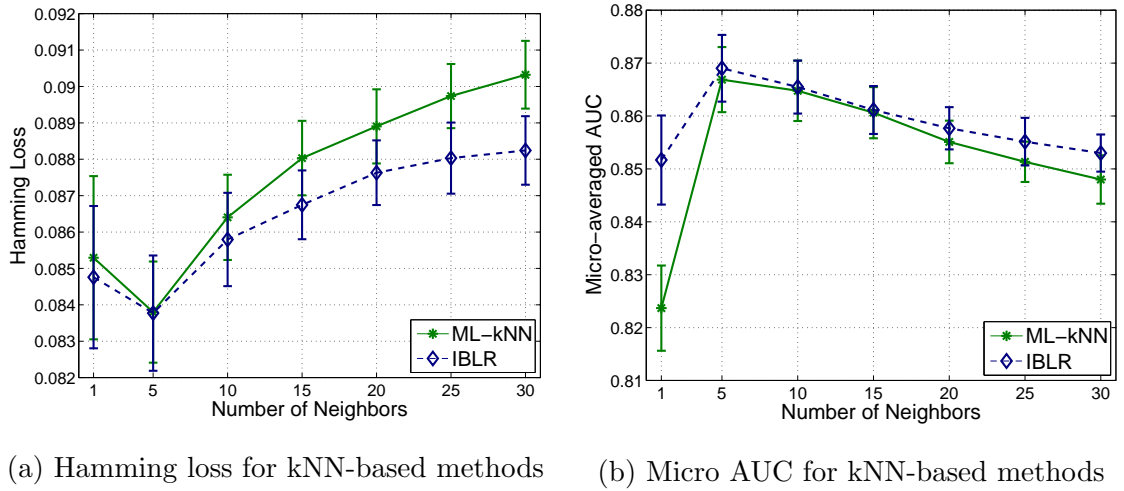 0.092
0.091
0.09
0.089
0.088
0.087
0.086
0.085
0.084
0.083
0.082
Hamming Loss
1 5 10 15 20 25 30
Number of Neighbors
ML−kNN
IBLR
(a) Hamming loss for kNN-based methods
0.88
0.87
0.86
0.85
0.84
0.83
0.82
0.81
Micro−averaged AUC
1 5 10 15 20 25 30
Number of Neighbors
ML−kNN
IBLR
(b) Micro AUC for kNN-based methods